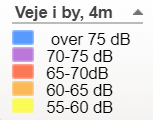 Veje i by, 4m
over 75 dB
70-75 dB
65-70dB
60-65 dB
55-60 dB